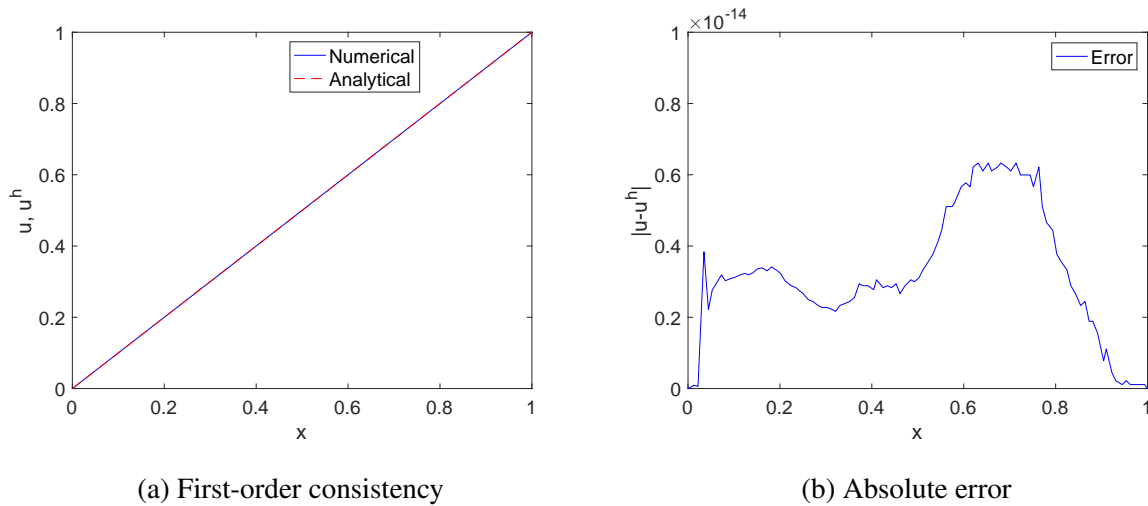 1
0.8
0.6
0.4
0.2
0
u, u^h
Numerical
Analytical
0 0.2 0.4 0.6 0.8 1
x
(a) First-order consistency
×10^-14
1
0.8
0.6
0.4
0.2
0
|u-u^h|
Error
0 0.2 0.4 0.6 0.8 1
x
(b) Absolute error